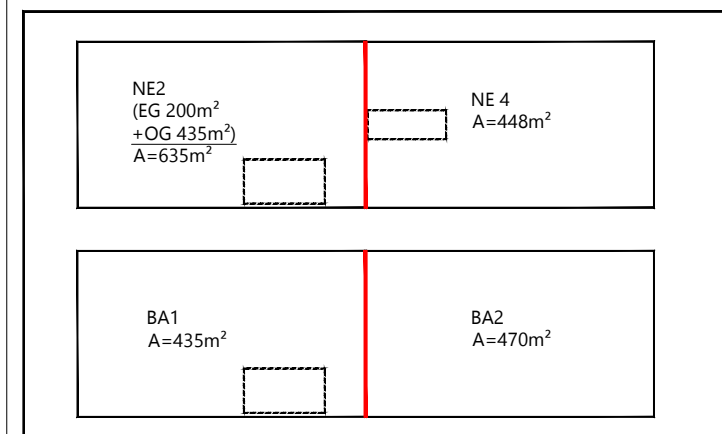 NE2
(EG 200m²
+OG 435m²)
A=635m²
NE 4
A=448m²
BA1
A=435m²
BA2
A=470m²